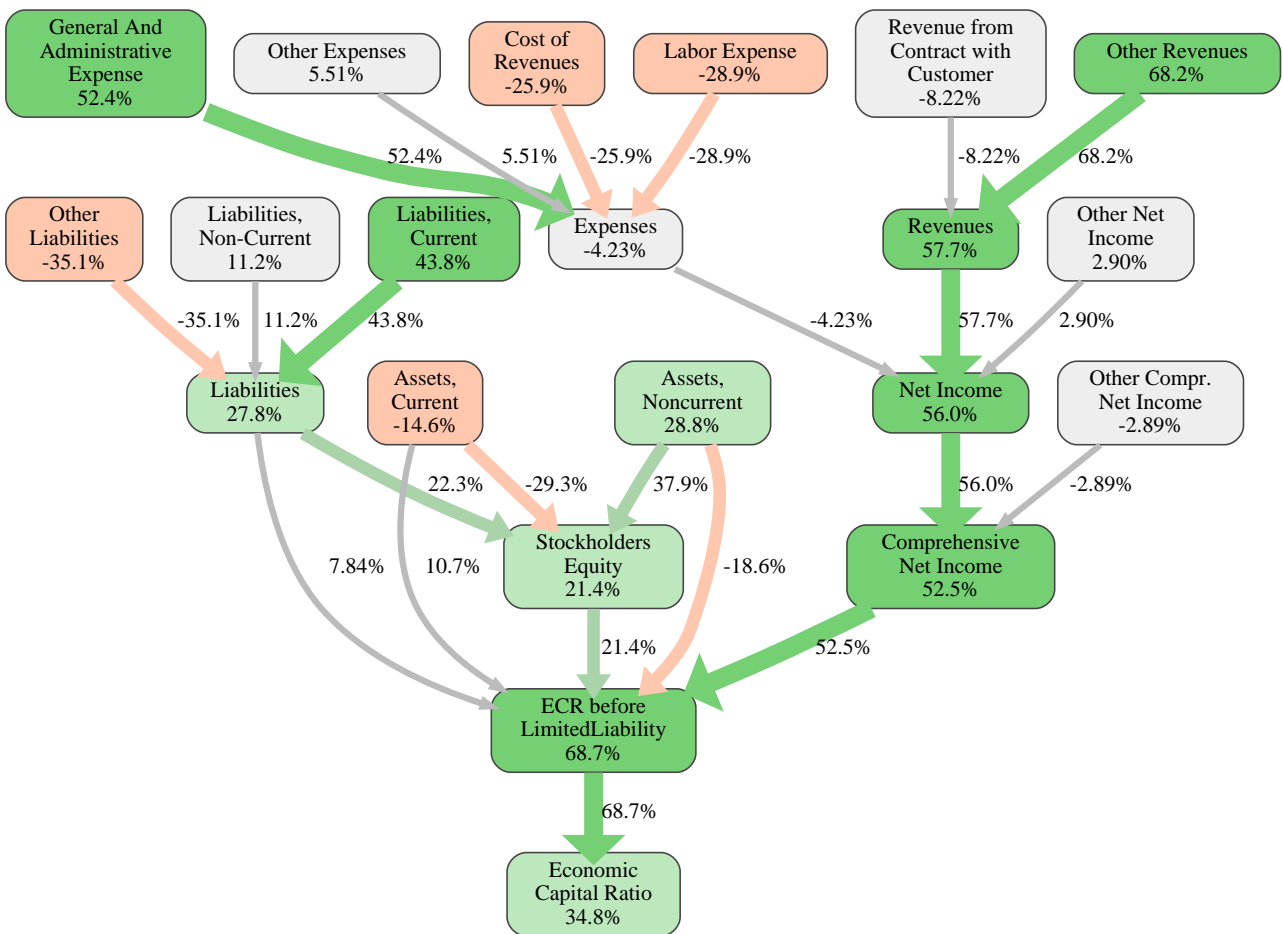 General And
Administrative
Expense
52.4%
Other Expenses
5.51%
Cost of
Revenues
-25.9%
Labor Expense
-28.9%
Revenue from
Contract with
Customer
-8.22%
Other Revenues
68.2%
52.4%
5.51%
-25.9%
-28.9%
-8.22%
68.2%
Other
Liabilities
-35.1%
Liabilities,
Non-Current
11.2%
Liabilities,
Current
43.8%
Expenses
-4.23%
Revenues
57.7%
Other Net
Income
2.90%
-35.1%
11.2%
43.8%
-4.23%
57.7%
2.90%
Liabilities
27.8%
Assets,
Current
-14.6%
Assets,
Noncurrent
28.8%
Net Income
56.0%
Other Compr.
Net Income
-2.89%
22.3%
-29.3%
37.9%
56.0%
-2.89%
7.84%
10.7%
Stockholders
Equity
21.4%
-18.6%
Comprehensive
Net Income
52.5%
21.4%
52.5%
ECR before
LimitedLiability
68.7%
68.7%
Economic
Capital Ratio
34.8%